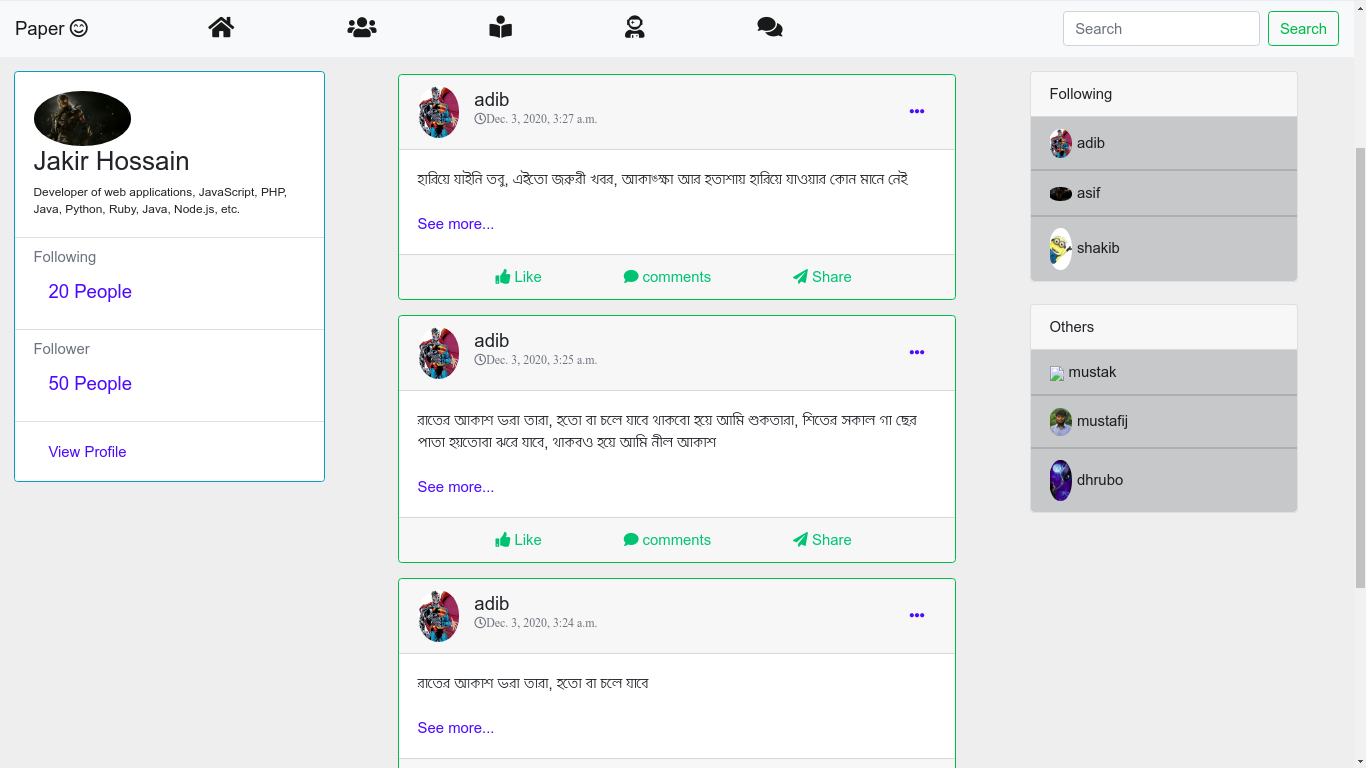 Paper
Search
Search
Jakir Hossain
Developer of web applications, JavaScript, PHP,
Java, Python, Ruby, Java, Node.js, etc.
Following
20 People
Follower
50 People
View Profile
adib
Dec. 3, 2020, 3:27 a.m.
হারিয়ে যাইনি তবু, এইতো জরুরী খবর, আকাঙ্ক্ষা আর হতাশায় হারিয়ে যাওয়ার কোন মানে নেই
See more...
Like
comments
Share
adib
Dec. 3, 2020, 3:25 a.m.
রাতের আকাশ ভরা তারা, হতো বা চলে যাবে থাকবো হয়ে আমি শুকতারা, শিতের সকাল গা ছের
পাতা হয়তোবা ঝরে যাবে, থাকবও হয়ে আমি নীল আকাশ
See more...
Like
comments
Share
adib
Dec. 3, 2020, 3:24 a.m.
রাতের আকাশ ভরা তারা, হতো বা চলে যাবে
See more...
Following
adib
asif
shakib
Others
mustak
mustafij
dhrubo